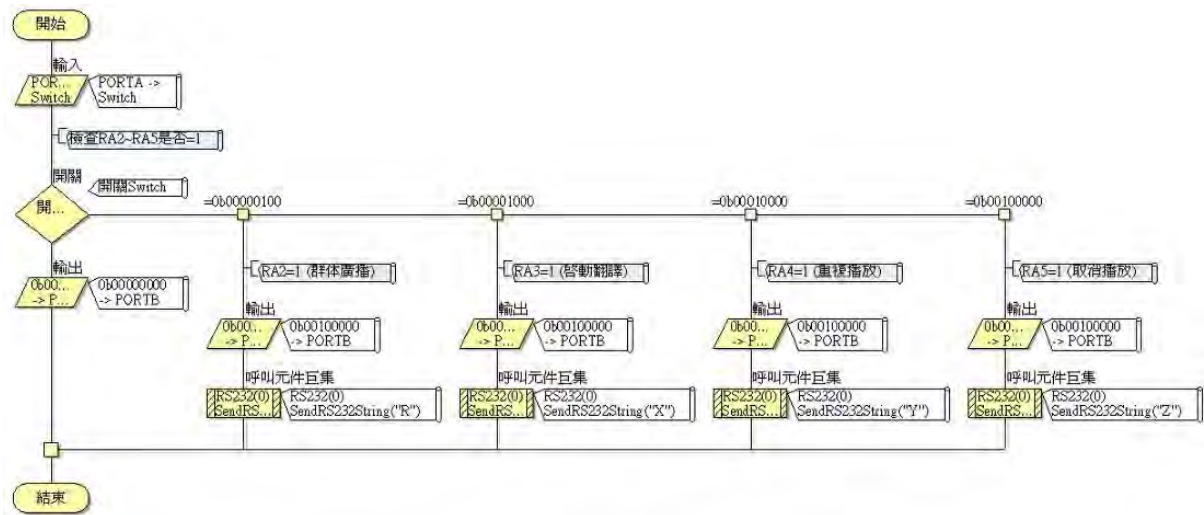 開始
輸入
POR...
Switch
PORTA ->
Switch
檢查RA2~RA5是否=1
開關
開關Switch
開...
=0b00000100
=0b00001000
=0b00010000
=0b00100000
輸出
0b00...
-> P...
0b00000000
-> PORTB
RA2=1 (群体廣播)
輸出
0b00...
-> P...
0b00100000
-> PORTB
呼叫元件巨集
RS232(0)
SendRS...
RS232(0)
SendRS232String("R")
RA3=1 (啓動翻譯)
輸出
0b00...
-> P...
0b00100000
-> PORTB
呼叫元件巨集
RS232(0)
SendRS...
RS232(0)
SendRS232String("X")
RA4=1 (重複播放)
輸出
0b00...
-> P...
0b00100000
-> PORTB
呼叫元件巨集
RS232(0)
SendRS...
RS232(0)
SendRS232String("Y")
RA5=1 (取消播放)
輸出
0b00...
-> P...
0b00100000
-> PORTB
呼叫元件巨集
RS232(0)
SendRS...
RS232(0)
SendRS232String("Z")
結束